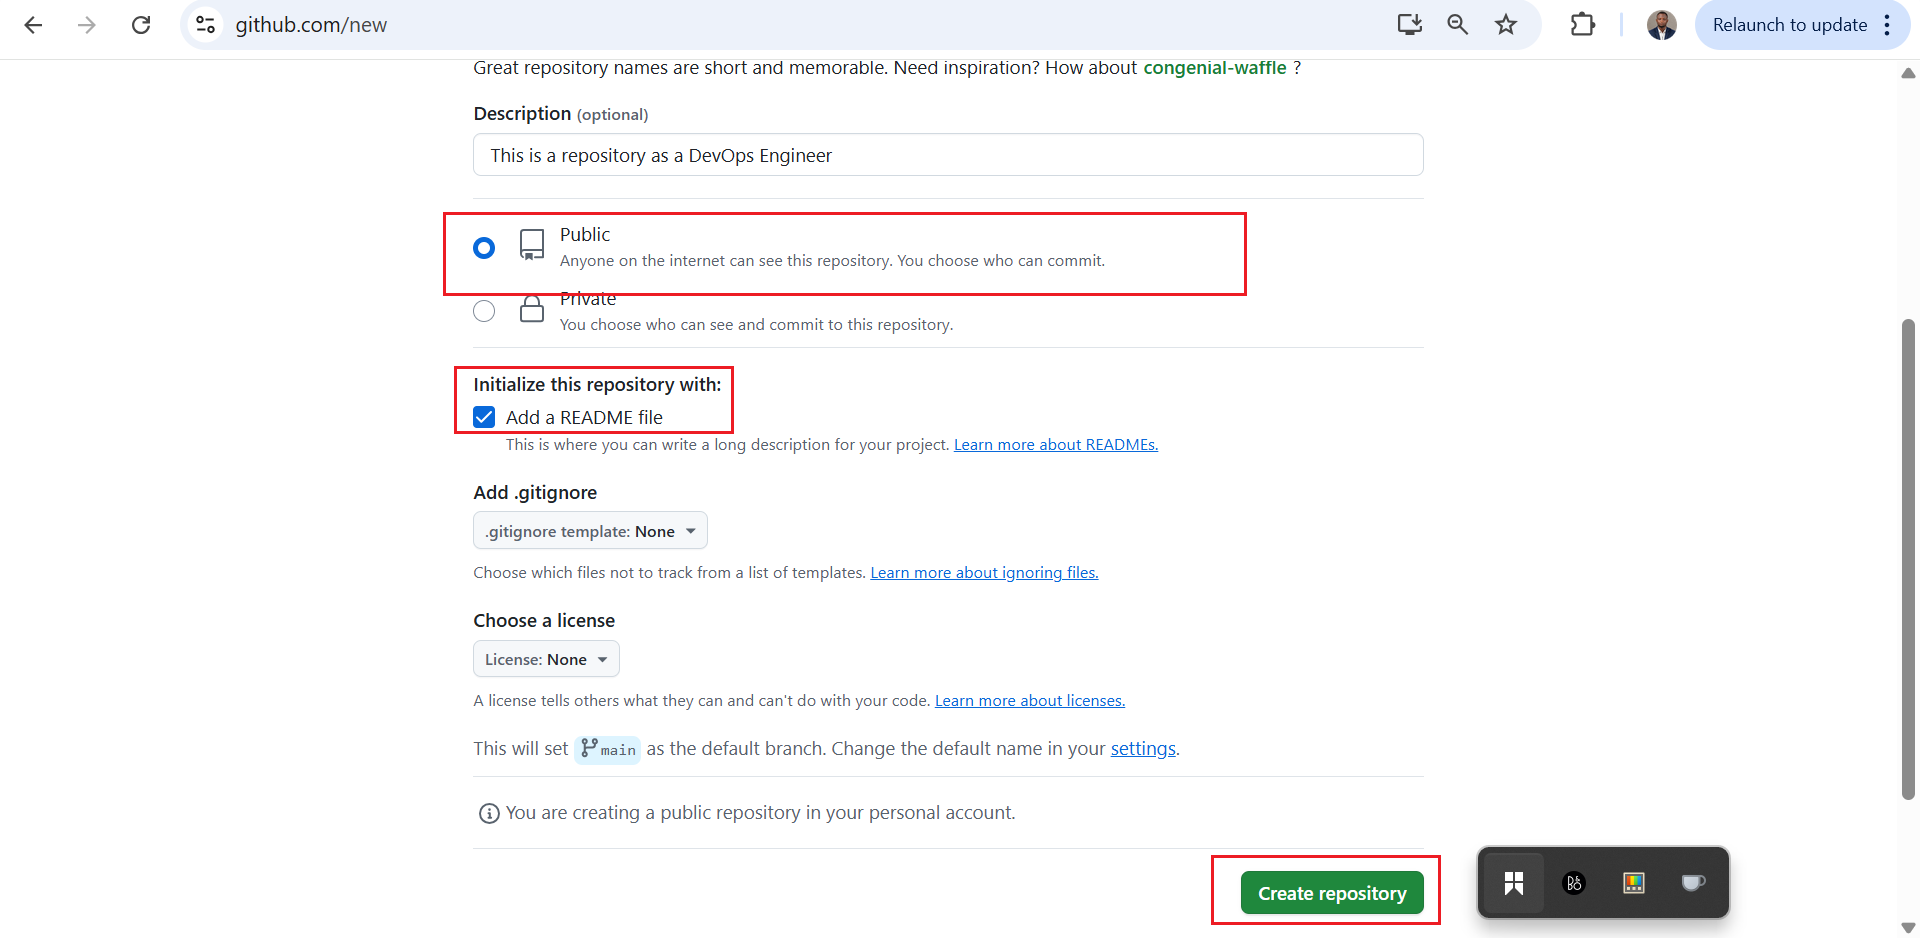 github.com/new
Relaunch to update
Great repository names are short and memorable. Need inspiration? How about congenial-waffle ?
Description (optional)
This is a repository as a DevOps Engineer
Public
Anyone on the internet can see this repository. You choose who can commit.
Private
You choose who can see and commit to this repository.
Initialize this repository with:
Add a README file
This is where you can write a long description for your project. Learn more about READMEs.
Add .gitignore
.gitignore template: None
Choose which files not to track from a list of templates. Learn more about ignoring files.
Choose a license
License: None
A license tells others what they can and can't do with your code. Learn more about licenses.
This will set main as the default branch. Change the default name in your settings.
You are creating a public repository in your personal account.
Create repository